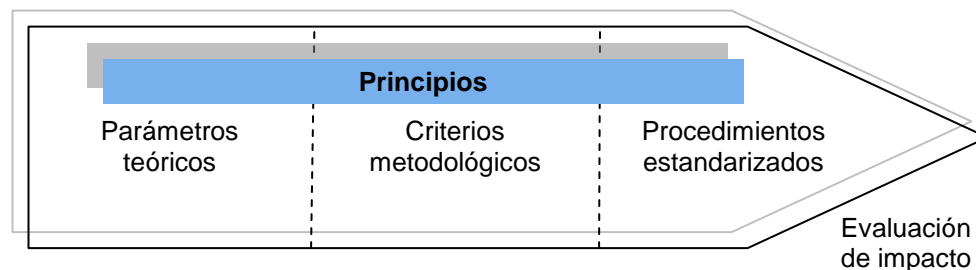 Principios
Parámetros
teóricos
Criterios
metodológicos
Procedimientos
estandarizados
Evaluación
de impacto